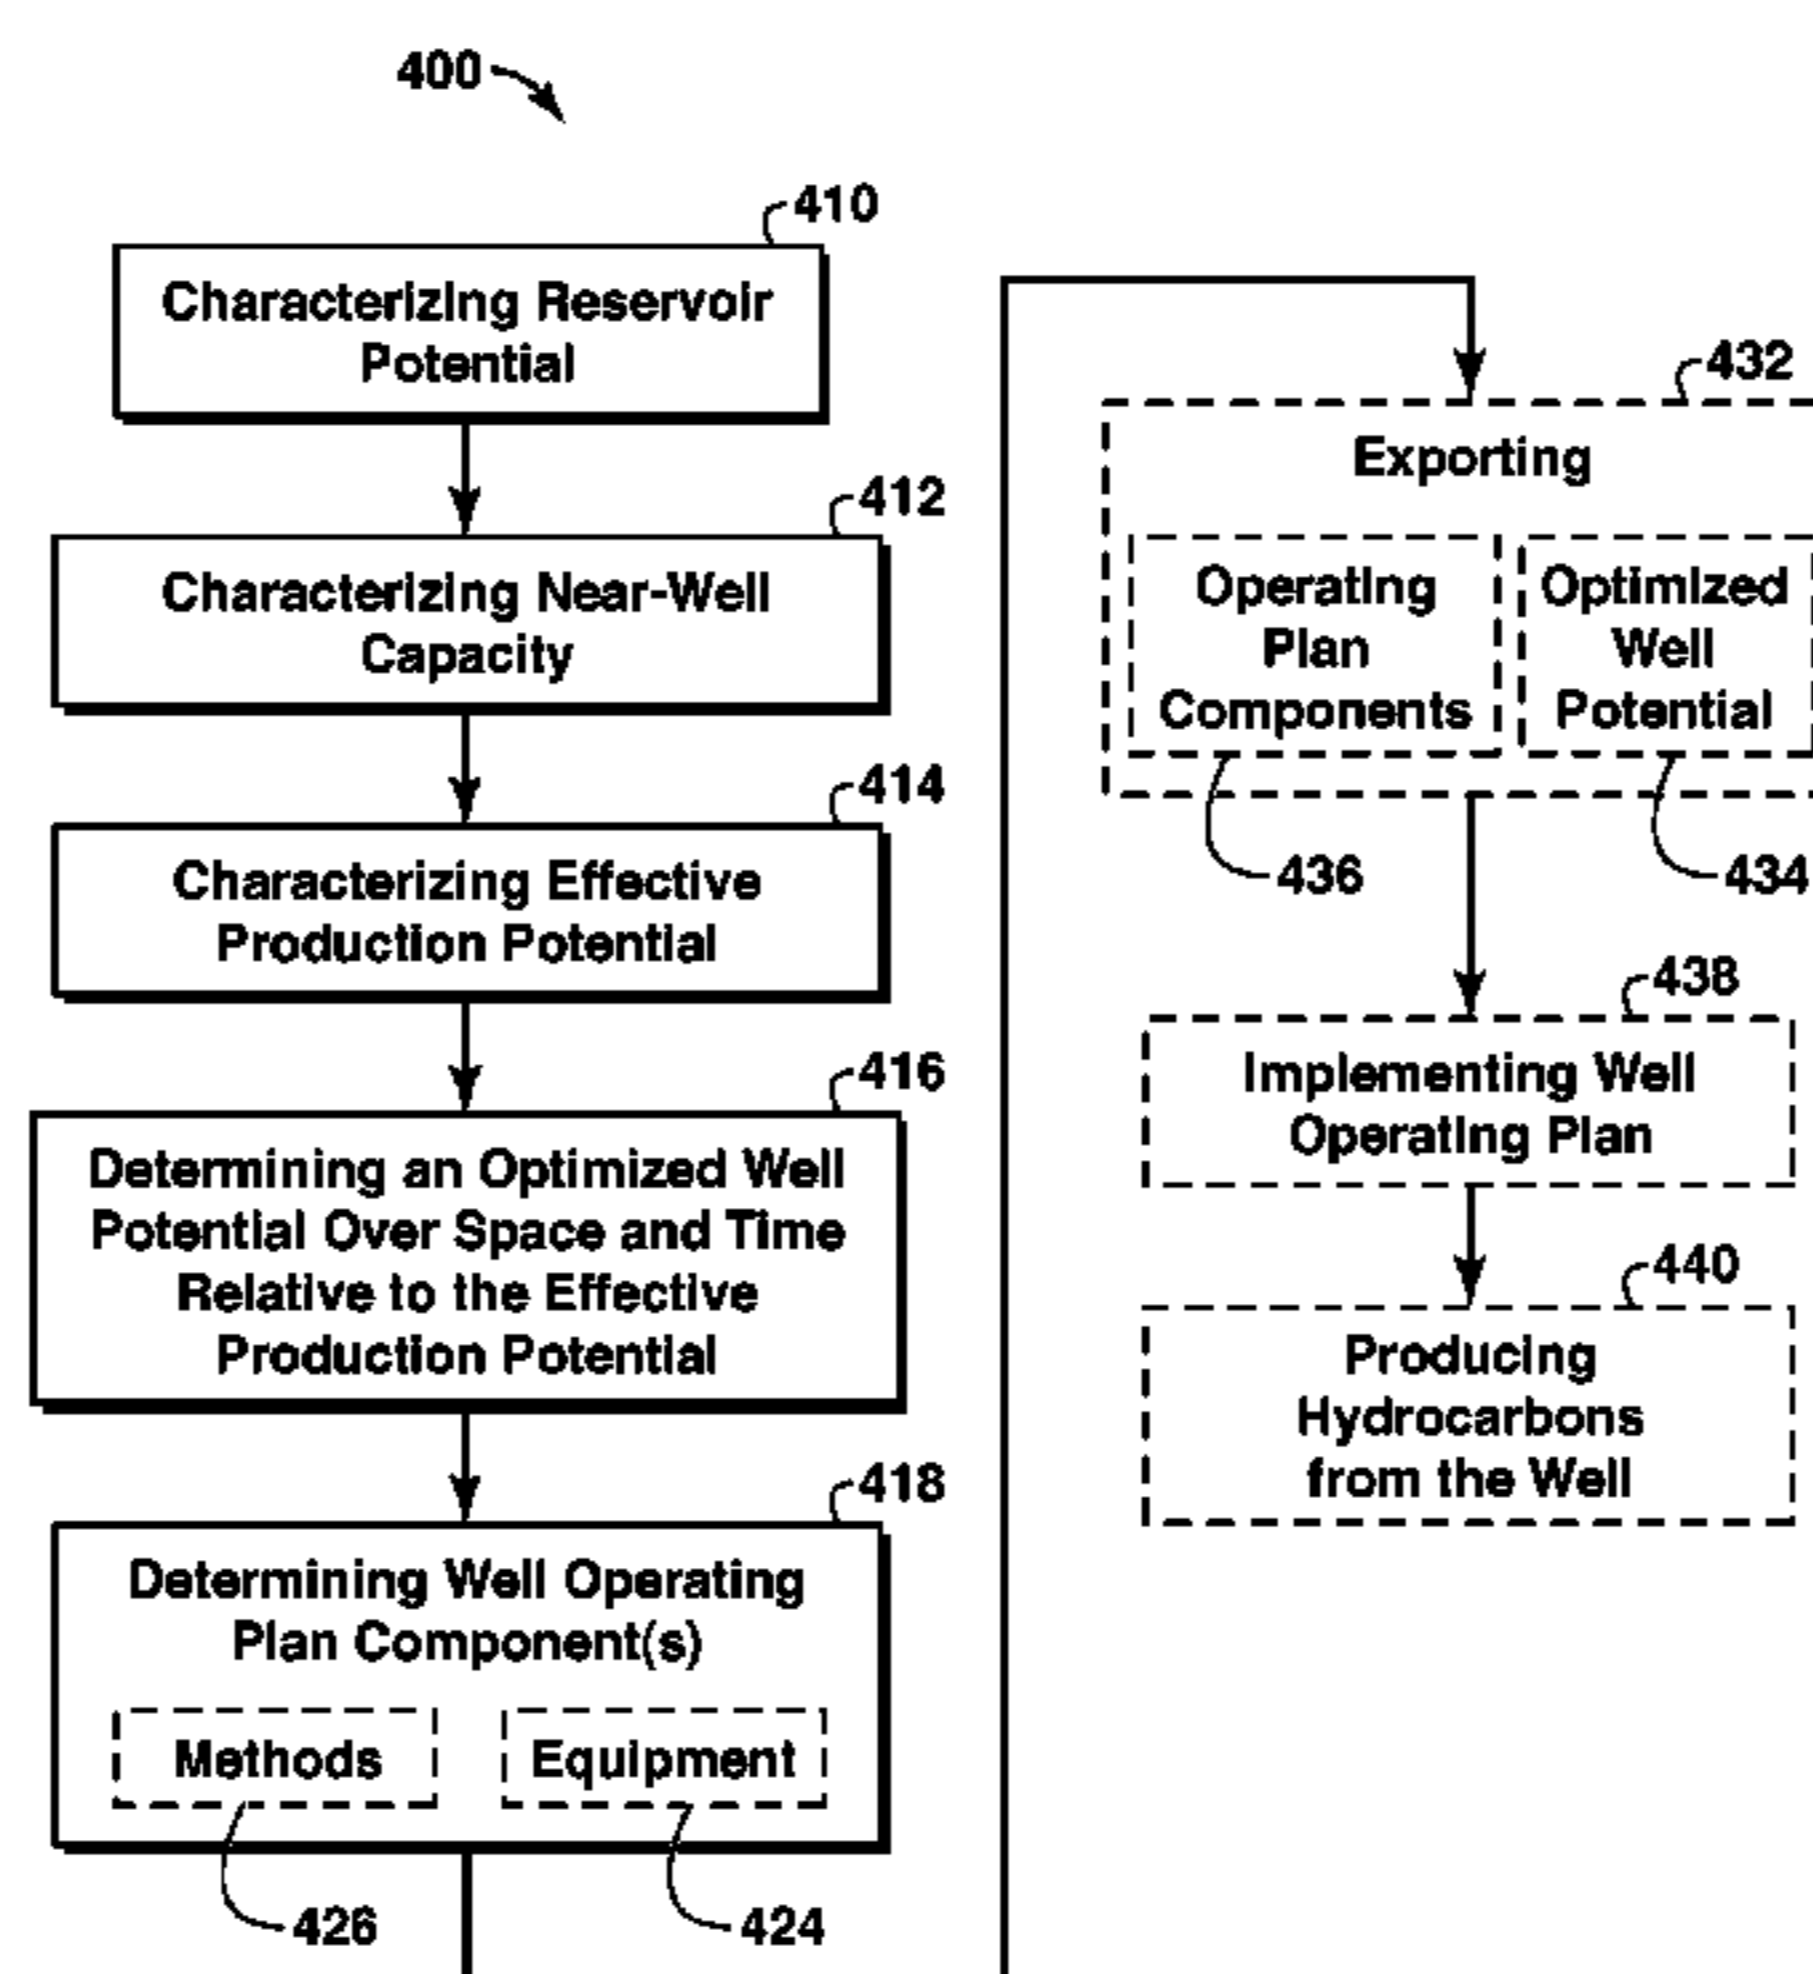 400
410
Characterizing Reservoir
Potential
412
Characterizing Near-Well
Capacity
414
Characterizing Effective
Production Potential
416
Determining an Optimized Well
Potential Over Space and Time
Relative to the Effective
Production Potential
418
Determining Well Operating
Plan Component(s)
Methods
Equipment
426
424
432
Exporting
Operating
Plan
Components
Optimized
Well
Potential
436
434
438
Implementing Well
Operating Plan
440
Producing
Hydrocarbons
from the Well